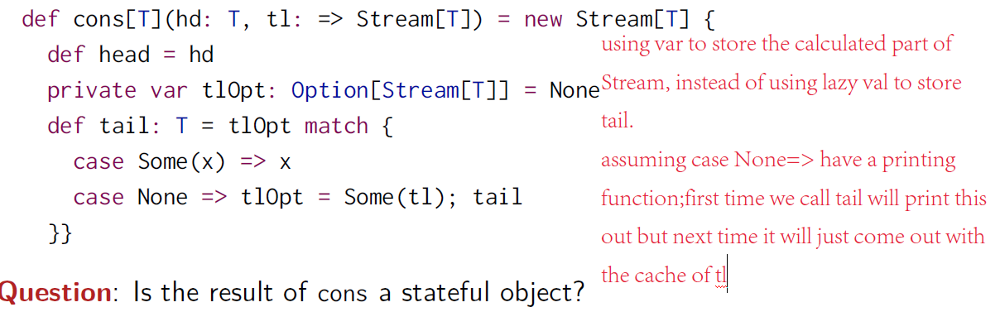 def cons[T](hd: T, tl: => Stream[T]) = new Stream[T] {
def head = hd
private var tlOpt: Option[Stream[T]] = None
def tail: T = tlOpt match {
case Some(x) => x
case None => tlOpt = Some(tl); tail
}}
Question: Is the result of cons a stateful object?
using var to store the calculated part of
Stream, instead of using lazy val to store
tail.
assuming case None=> have a printing
function;first time we call tail will print this
out but next time it will just come out with
the cache of tl